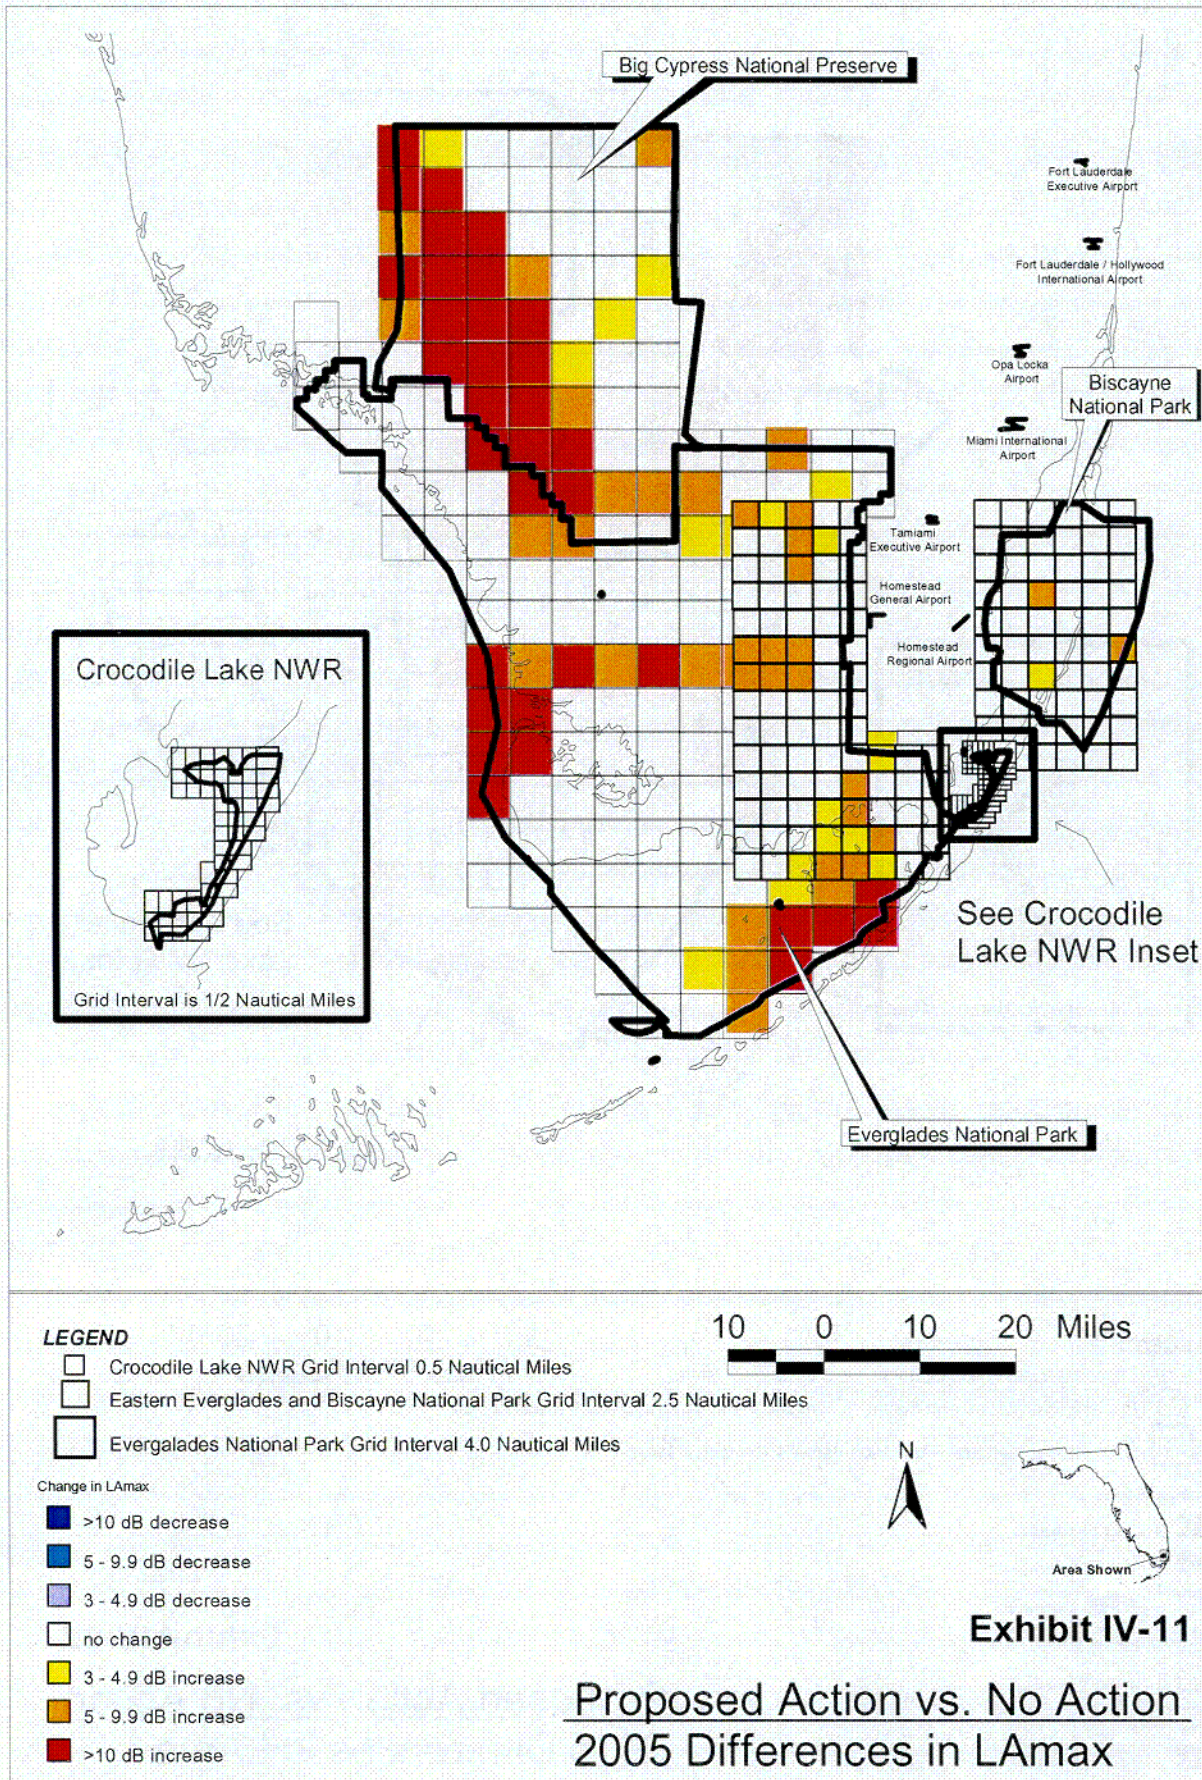 Big Cypress National Preserve
Fort Lauderdale
Executive Airport
Fort Lauderdale / Hollywood
International Airport
Opa Locka
Airport
Biscayne
National Park
Miami International
Airport
Tamiami
Executive Airport
Homestead
General Airport
Homestead
Regional Airport
Crocodile Lake NWR
Grid Interval is 1/2 Nautical Miles
See Crocodile
Lake NWR Inset
Everglades National Park
LEGEND
Crocodile Lake NWR Grid Interval 0.5 Nautical Miles
Eastern Everglades and Biscayne National Park Grid Interval 2.5 Nautical Miles
Evergalades National Park Grid Interval 4.0 Nautical Miles
10 0 10 20 Miles
N
Area Shown
Change in LAmax
>10 dB decrease
5 - 9.9 dB decrease
3 - 4.9 dB decrease
no change
3 - 4.9 dB increase
5 - 9.9 dB increase
>10 dB increase
Exhibit IV-11
Proposed Action vs. No Action
2005 Differences in LAmax